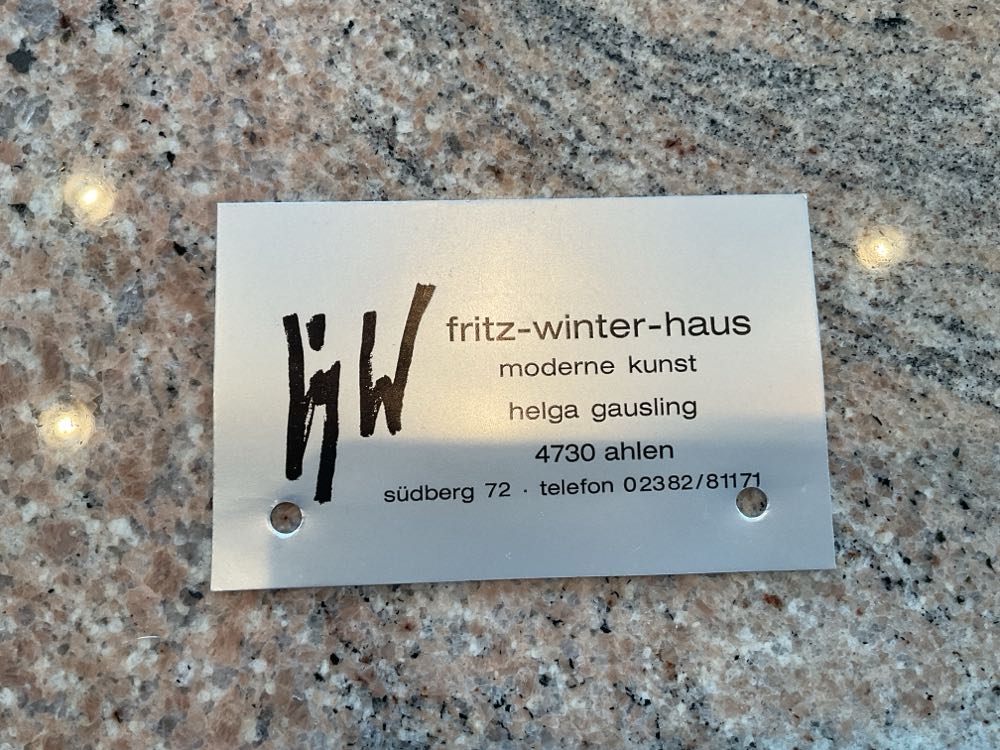 fritz-winter-haus
moderne kunst
helga gausling
4730 ahlen
südberg 72 · telefon 02382/81171